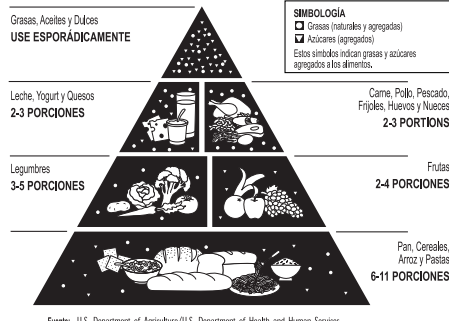 Grasas, Aceites y Dulces
USE ESPORÁDICAMENTE
SIMBOLOGÍA
Grasas (naturales y agregadas)
Azúcares (agregados)
Estos símbolos indican grasas y azúcares
agregados a los alimentos.
Leche, Yogurt y Quesos
2-3 PORCIONES
Carne, Pollo, Pescado,
Frijoles, Huevos y Nueces
2-3 PORTIONS
Legumbres
3-5 PORCIONES
Frutas
2-4 PORCIONES
Pan, Cereales,
Arroz y Pastas
6-11 PORCIONES
Fuente: U.S. Department of Agriculture/U.S. Department of Health and Human Services